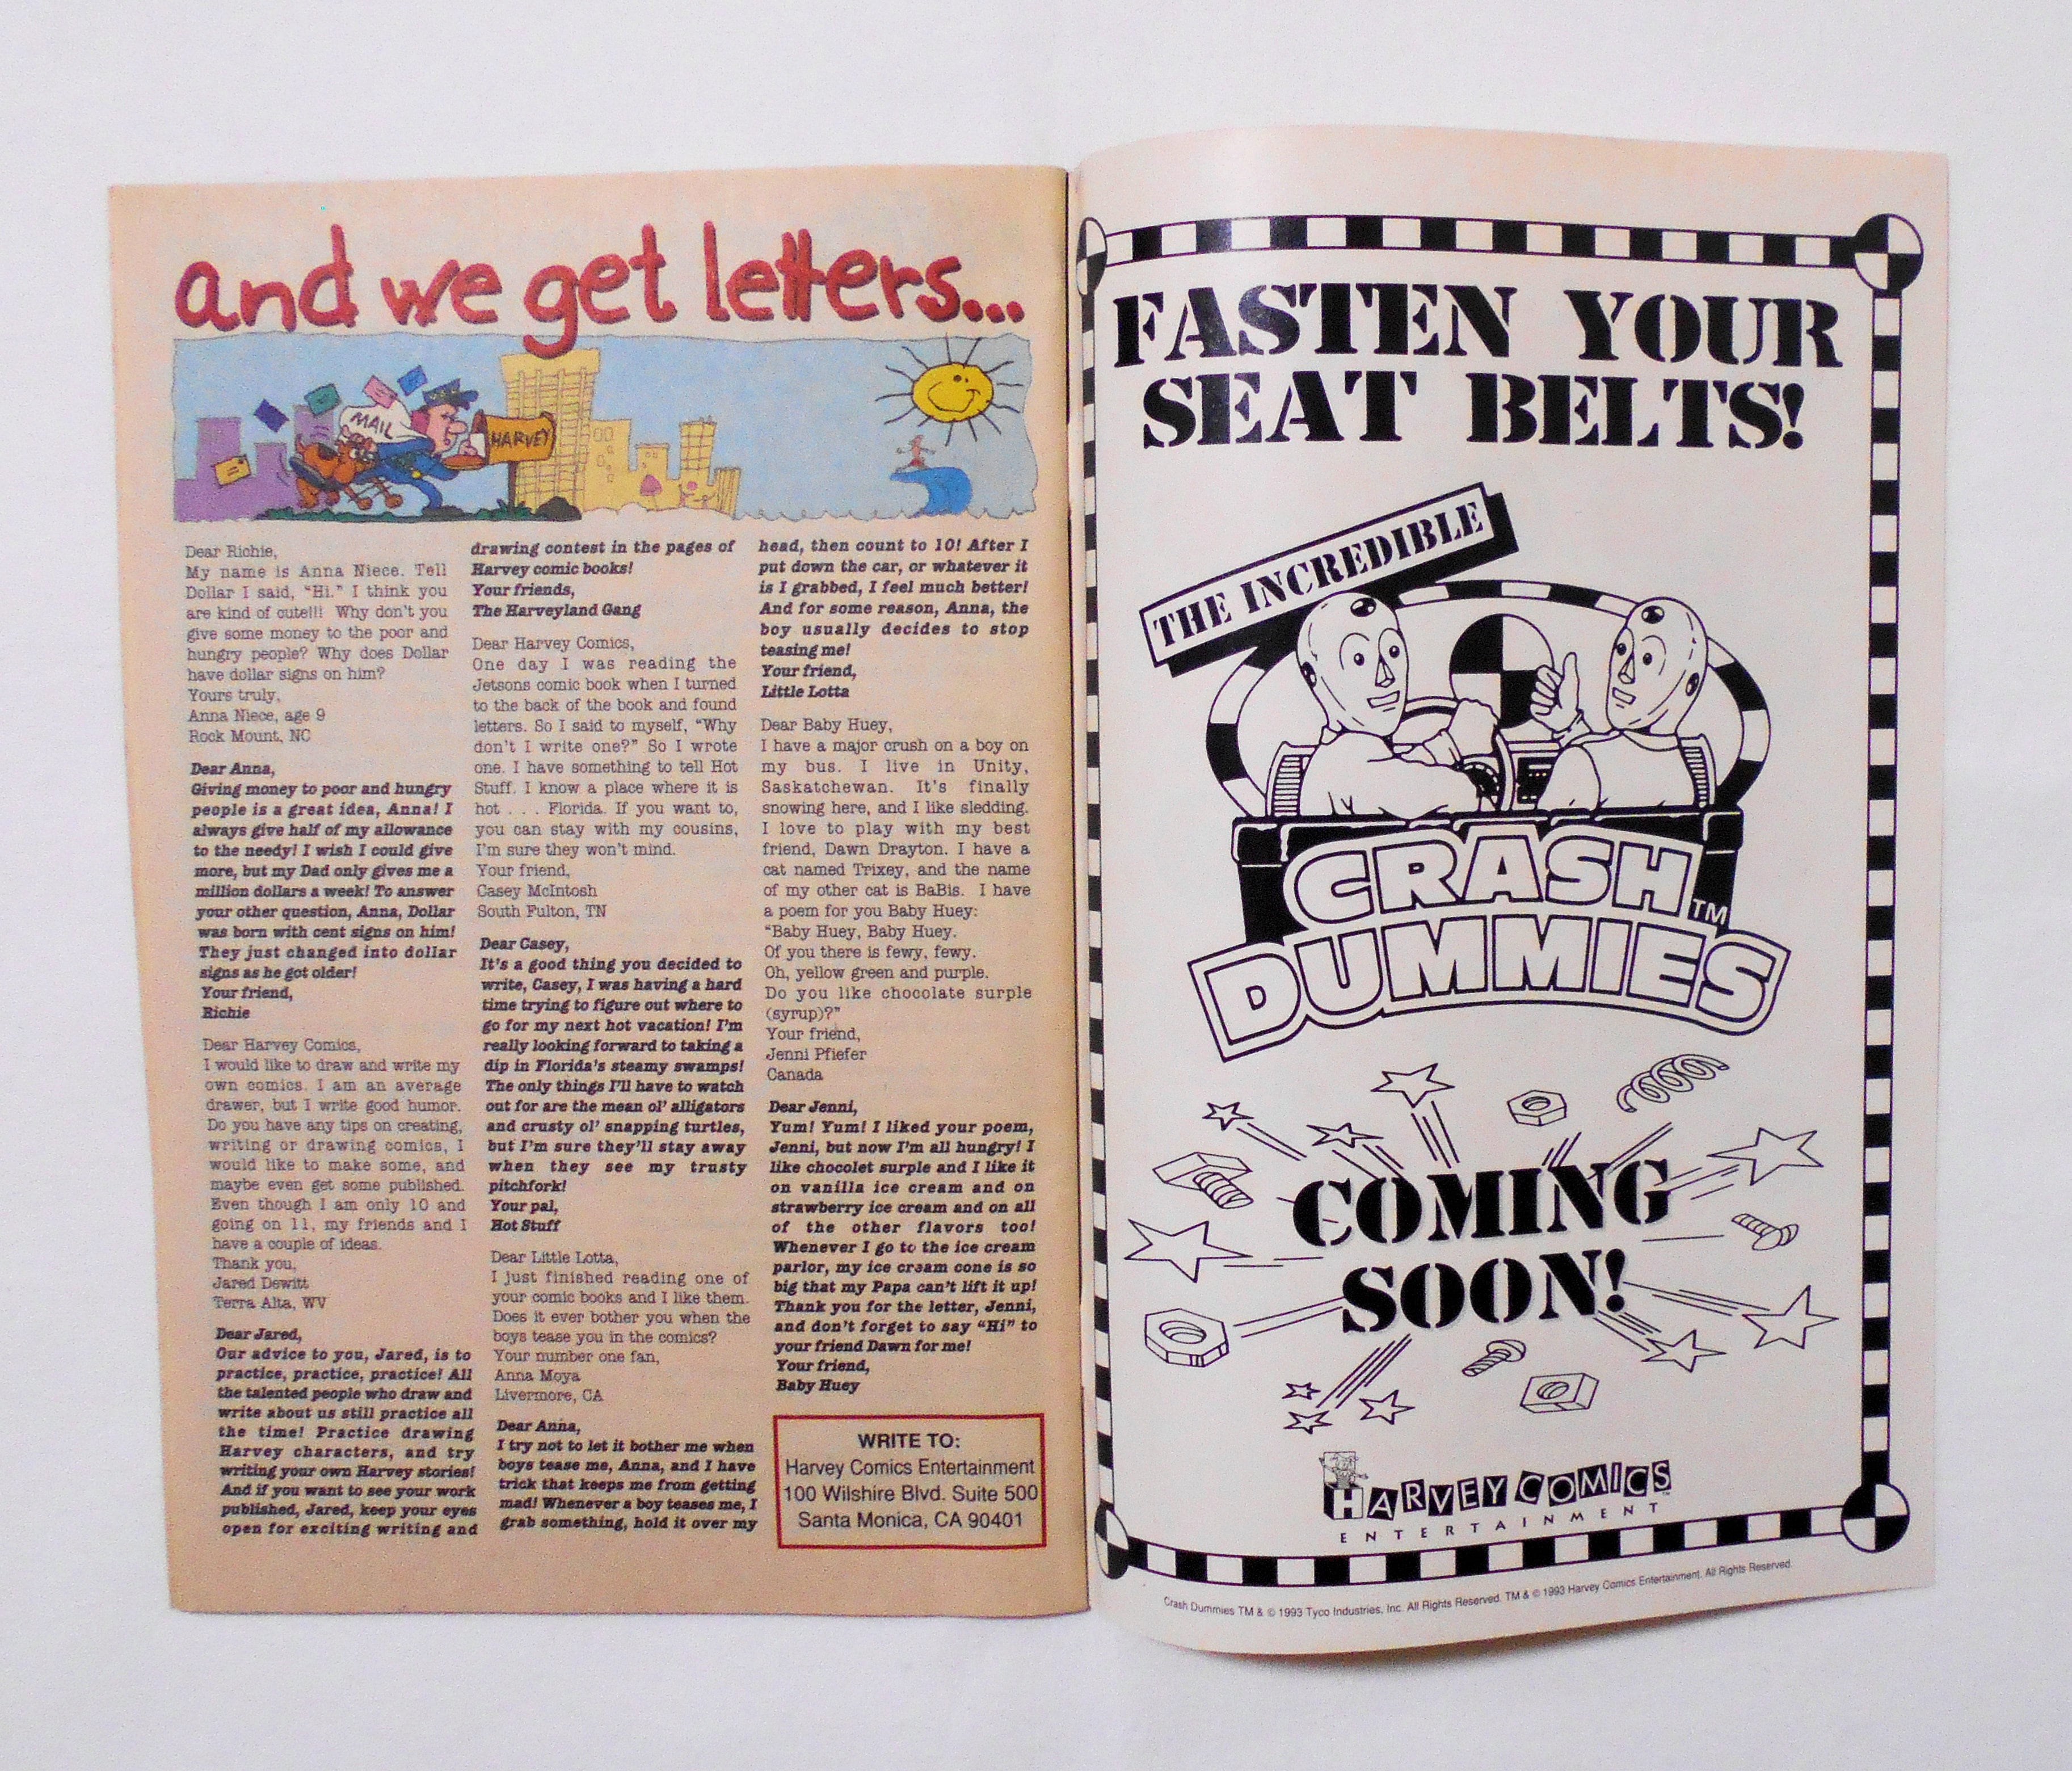 and we get letters...
MAIL
HARVEY
Dear Richie,
My name is Anna Niece. Tell
Dollar I said, “Hi.” I think you
are kind of cute!!! Why don't you
give some money to the poor and
hungry people? Why does Dollar
have dollar signs on him?
Yours truly,
Anna Niece, age 9
Rock Mount, NC
Dear Anna,
Giving money to poor and hungry
people is a great idea, Anna! I
always give half of my allowance
to the needy! I wish I could give
more, but my Dad only gives me a
million dollars a week! To answer
your other question, Anna, Dollar
was born with cent signs on him!
They just changed into dollar
signs as he got older!
Your friend,
Richie
Dear Harvey Comics,
I would like to draw and write my
own comics. I am an average
drawer, but I write good humor.
Do you have any tips on creating,
writing or drawing comics, I
would like to make some, and
maybe even get some published.
Even though I am only 10 and
going on 11, my friends and I
have a couple of ideas.
Thank you,
Jared Dewitt
Terra Alta, WV
Dear Jared,
Our advice to you, Jared, is to
practice, practice, practice! All
the talented people who draw and
write about us still practice all
the time! Practice drawing
Harvey characters, and try
writing your own Harvey stories!
And if you want to see your work
published, Jared, keep your eyes
open for exciting writing and
drawing contest in the pages of
Harvey comic books!
Your friends,
The Harveyland Gang
Dear Harvey Comics,
One day I was reading the
Jetsons comic book when I turned
to the back of the book and found
letters. So I said to myself, “Why
don't I write one?” So I wrote
one. I have something to tell Hot
Stuff. I know a place where it is
hot . . . Florida. If you want to,
you can stay with my cousins,
I'm sure they won't mind.
Your friend,
Casey McIntosh
South Fulton, TN
Dear Casey,
It's a good thing you decided to
write, Casey, I was having a hard
time trying to figure out where to
go for my next hot vacation! I'm
really looking forward to taking a
dip in Florida's steamy swamps!
The only things I'll have to watch
out for are the mean ol' alligators
and crusty ol' snapping turtles,
but I'm sure they'll stay away
when they see my trusty
pitchfork!
Your pal,
Hot Stuff
Dear Little Lotta,
I just finished reading one of
your comic books and I like them.
Does it ever bother you when the
boys tease you in the comics?
Your number one fan,
Anna Moya
Livermore, CA
Dear Anna,
I try not to let it bother me when
boys tease me, Anna, and I have
trick that keeps me from getting
mad! Whenever a boy teases me, I
grab something, hold it over my
head, then count to 10! After I
put down the car, or whatever it
is I grabbed, I feel much better!
And for some reason, Anna, the
boy usually decides to stop
teasing me!
Your friend,
Little Lotta
Dear Baby Huey,
I have a major crush on a boy on
my bus. I live in Unity,
Saskatchewan. It's finally
snowing here, and I like sledding.
I love to play with my best
friend, Dawn Drayton. I have a
cat named Trixey, and the name
of my other cat is BaBis. I have
a poem for you Baby Huey:
“Baby Huey, Baby Huey.
Of you there is fewy, fewy.
Oh, yellow green and purple.
Do you like chocolate surple
(syrup)?”
Your friend,
Jenni Pfiefer
Canada
Dear Jenni,
Yum! Yum! I liked your poem,
Jenni, but now I'm all hungry! I
like chocolet surple and I like it
on vanilla ice cream and on
strawberry ice cream and on all
of the other flavors too!
Whenever I go to the ice cream
parlor, my ice cream cone is so
big that my Papa can't lift it up!
Thank you for the letter, Jenni,
and don't forget to say “Hi” to
your friend Dawn for me!
Your friend,
Baby Huey
WRITE TO:
Harvey Comics Entertainment
100 Wilshire Blvd. Suite 500
Santa Monica, CA 90401
FASTEN YOUR
SEAT BELTS!
THE INCREDIBLE
CRASH TM
DUMMIES
COMING
SOON!
HARVEY COMICS
ENTERTAINMENT
Crash Dummies TM & © 1993 Tyco Industries, Inc. All Rights Reserved. TM & © 1993 Harvey Comics Entertainment. All Rights Reserved.